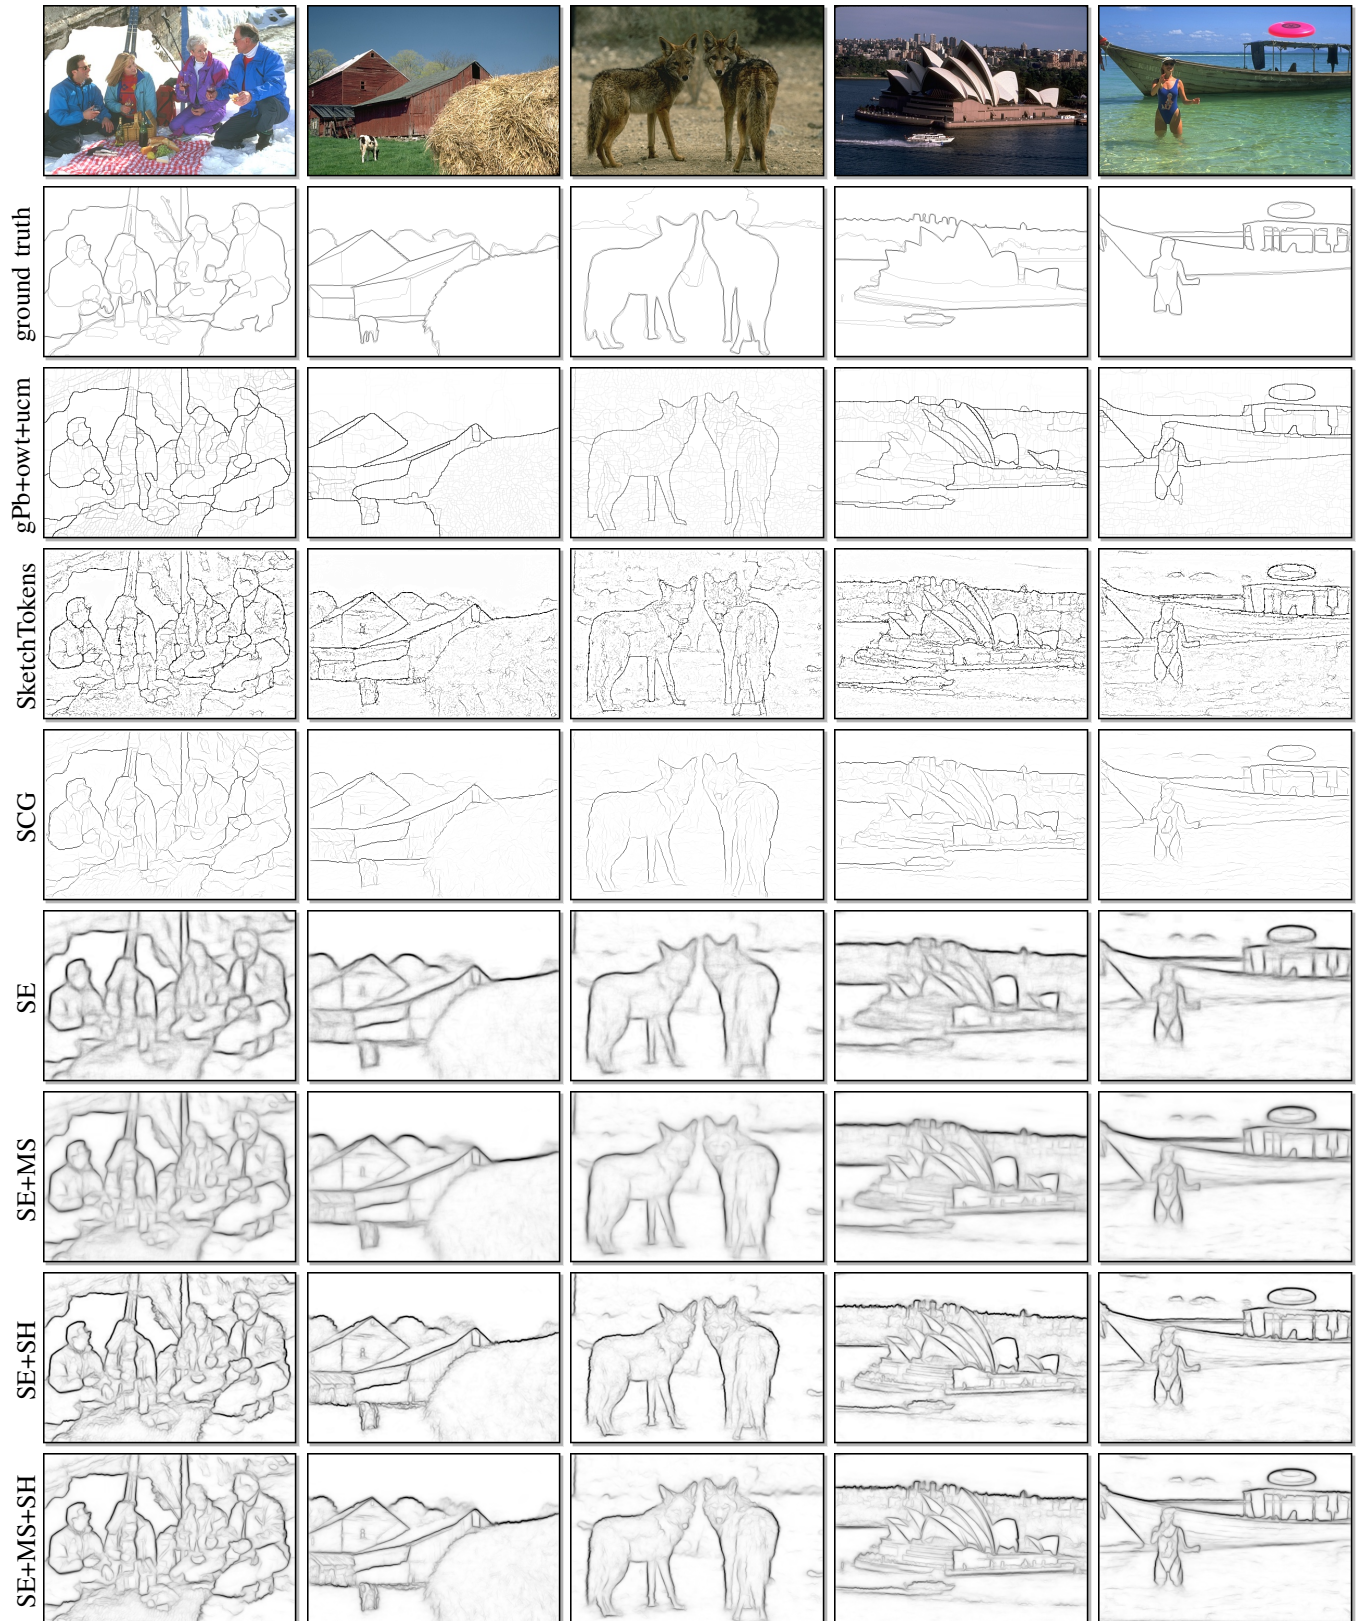 ground truth
gPb+owt+ucm
SketchTokens
SCG
SE
SE+MS
SE+SH
SE+MS+SH